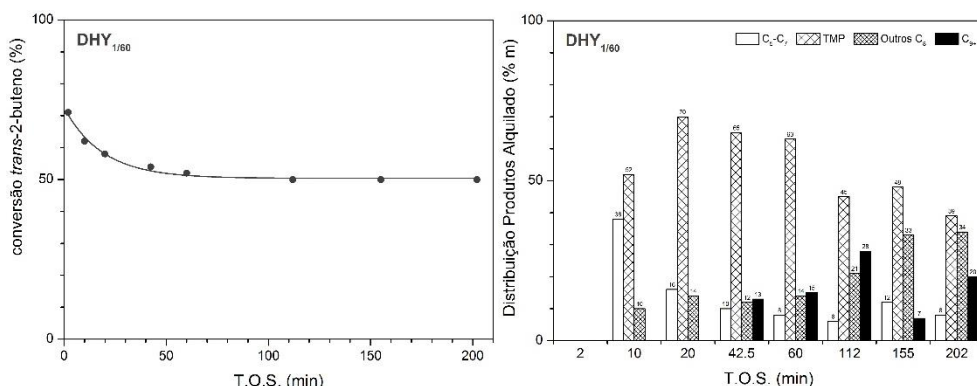 100
DHY1/60
50
0
conversão trans-2-buteno (%)
0 50 100 150 200
T.O.S. (min)
100
DHY1/60
C5-C7 TMP Outros C8 C9+
50
0
Distribuição Produtos Alquilado (% m)
38 52 10
16 70 14
10 65 12 13
8 63 14 15
6 45 21 28
12 48 33 7
8 39 34 20
2 10 20 42.5 60 112 155 202
T.O.S. (min)